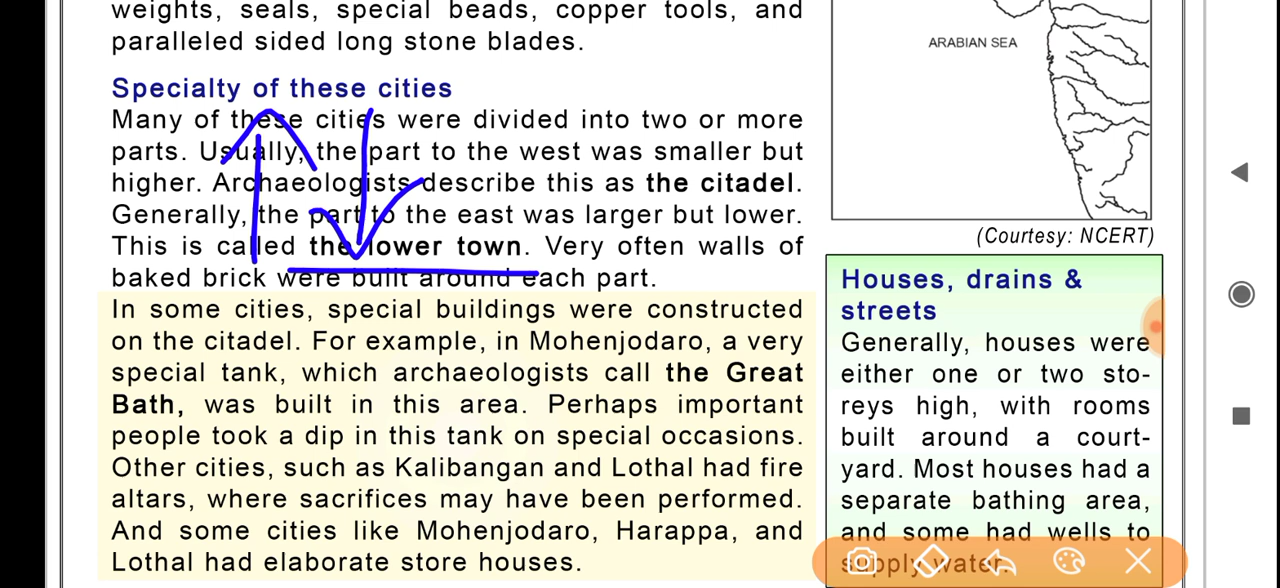 weights, seals, special beads, copper tools, and
paralleled sided long stone blades.
Specialty of these cities
Many of these cities were divided into two or more
parts. Usually, the part to the west was smaller but
higher. Archaeologists describe this as the citadel.
Generally, the part to the east was larger but lower.
This is called the lower town. Very often walls of
baked brick were built around each part.
In some cities, special buildings were constructed
on the citadel. For example, in Mohenjodaro, a very
special tank, which archaeologists call the Great
Bath, was built in this area. Perhaps important
people took a dip in this tank on special occasions.
Other cities, such as Kalibangan and Lothal had fire
altars, where sacrifices may have been performed.
And some cities like Mohenjodaro, Harappa, and
Lothal had elaborate store houses.
ARABIAN SEA
(Courtesy: NCERT)
Houses, drains &
streets
Generally, houses were
either one or two sto-
reys high, with rooms
built around a court-
yard. Most houses had a
separate bathing area,
and some had wells to
supply water.